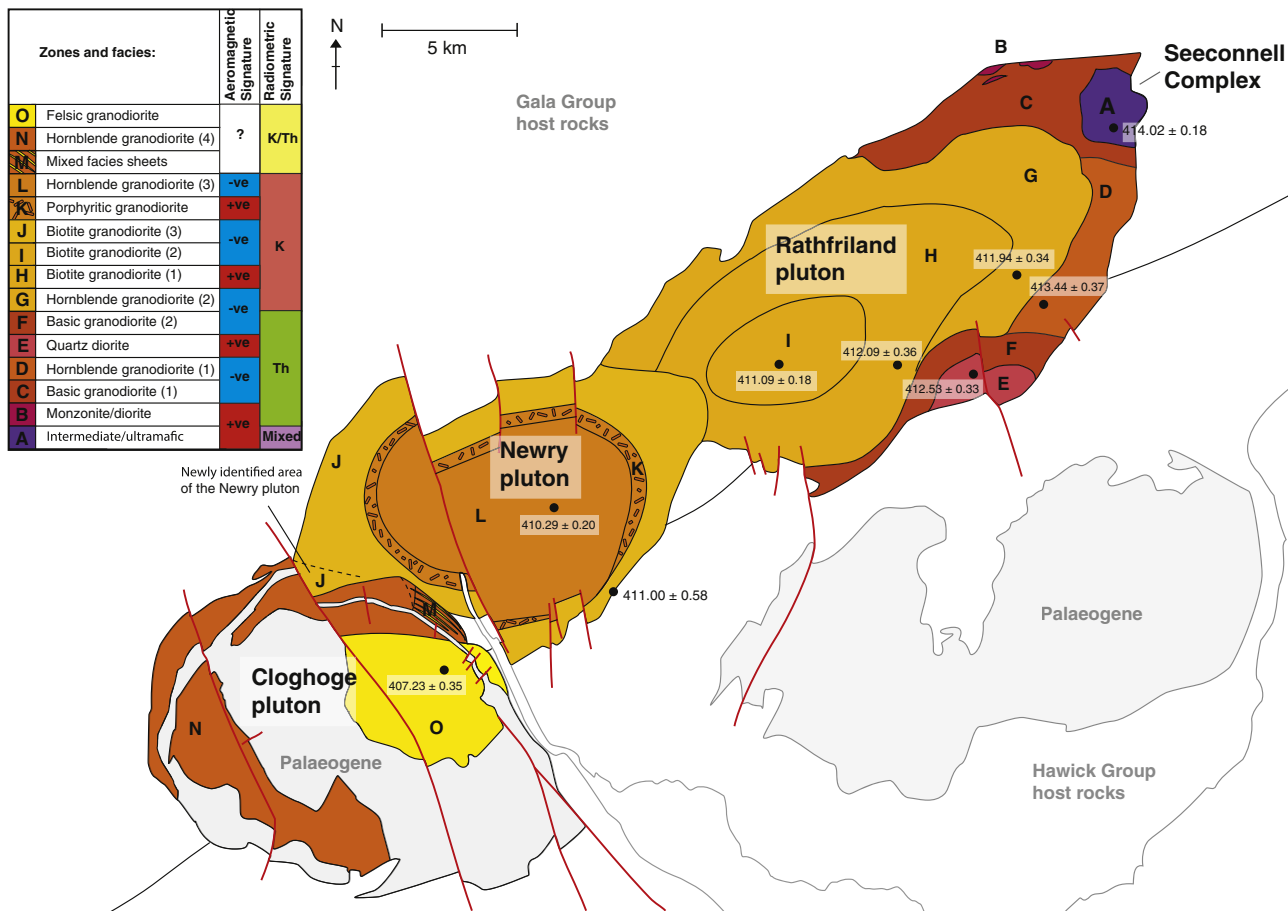 Zones and facies:
Aeromagnetic
Signature
Radiometric
Signature
O Felsic granodiorite
N Hornblende granodiorite (4)
M Mixed facies sheets
L Hornblende granodiorite (3)
K Porphyritic granodiorite
J Biotite granodiorite (3)
I Biotite granodiorite (2)
H Biotite granodiorite (1)
G Hornblende granodiorite (2)
F Basic granodiorite (2)
E Quartz diorite
D Hornblende granodiorite (1)
C Basic granodiorite (1)
B Monzonite/diorite
A Intermediate/ultramafic
?
-ve
+ve
-ve
+ve
-ve
+ve
-ve
+ve
K/Th
K
Th
Mixed
N
5 km
Gala Group
host rocks
B
Seeconnell
Complex
C
A
414.02 ± 0.18
G
D
Rathfriland
pluton
H
411.94 ± 0.34
413.44 ± 0.37
I
411.09 ± 0.18
412.09 ± 0.36
F
412.53 ± 0.33
E
Newly identified area
of the Newry pluton
J
Newry
pluton
K
L
410.29 ± 0.20
J
M
411.00 ± 0.58
Palaeogene
Cloghoge
pluton
407.23 ± 0.35
N
O
Palaeogene
Hawick Group
host rocks